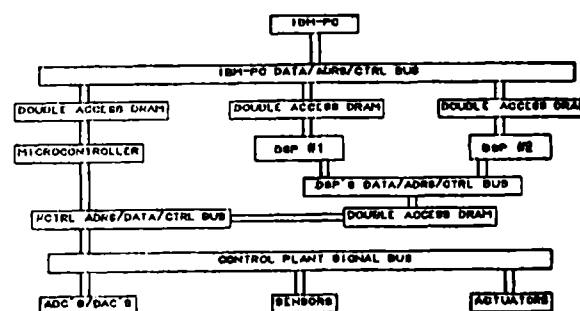 IBM-PC
IBM-PC DATA/ADRS/CTRL BUS
DOUBLE ACCESS DRAM DOUBLE ACCESS DRAM DOUBLE ACCESS DRAM
MICROCONTROLLER DSP #1 DSP #2
DSP'S DATA/ADRS/CTRL BUS
μCTRL ADRS/DATA/CTRL BUS DOUBLE ACCESS DRAM
CONTROL PLANT SIGNAL BUS
ADC'S/DAC'S SENSORS ACTUATORS